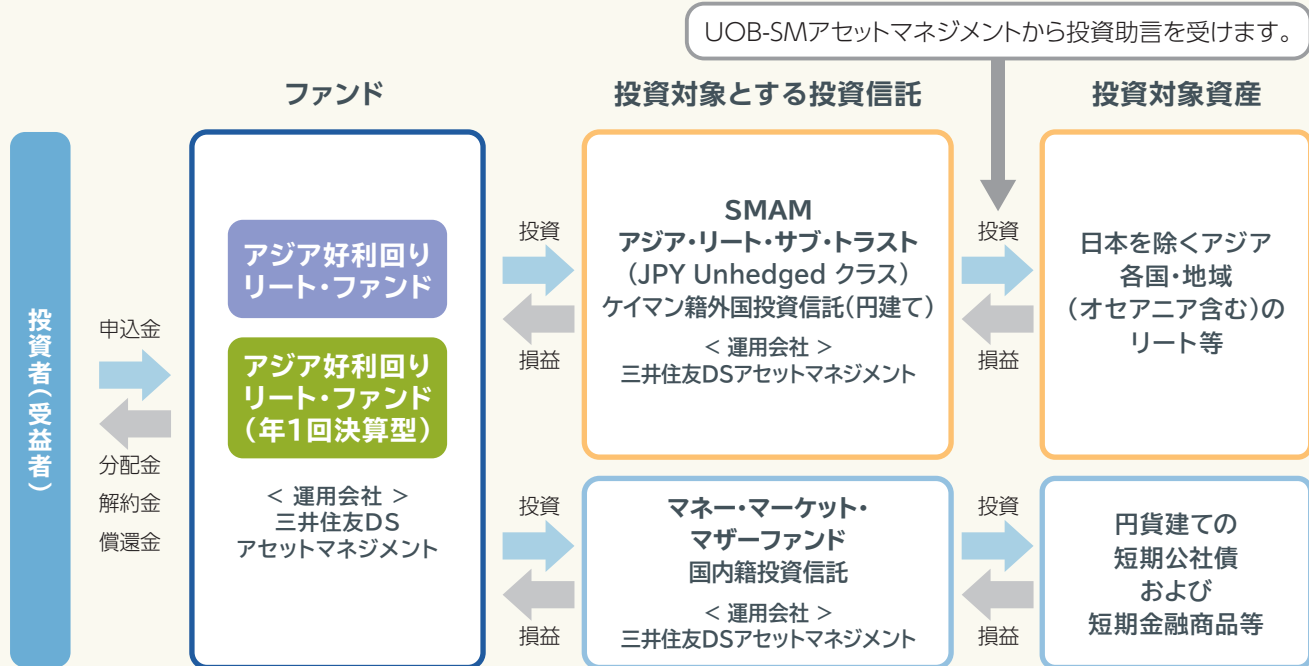 UOB-SMアセットマネジメントから投資助言を受けます。
ファンド
投資対象とする投資信託
投資対象資産
投資者(受益者)
申込金
分配金
解約金
償還金
アジア好利回り
リート・ファンド
アジア好利回り
リート・ファンド
(年1回決算型)
< 運用会社 >
三井住友DS
アセットマネジメント
投資
損益
SMAM
アジア・リート・サブ・トラスト
(JPY Unhedged クラス)
ケイマン籍外国投資信託(円建て)
< 運用会社 >
三井住友DSアセットマネジメント
投資
損益
日本を除くアジア
各国・地域
(オセアニア含む)の
リート等
投資
損益
マネー・マーケット・
マザーファンド
国内籍投資信託
< 運用会社 >
三井住友DSアセットマネジメント
投資
損益
円貨建ての
短期公社債
および
短期金融商品等